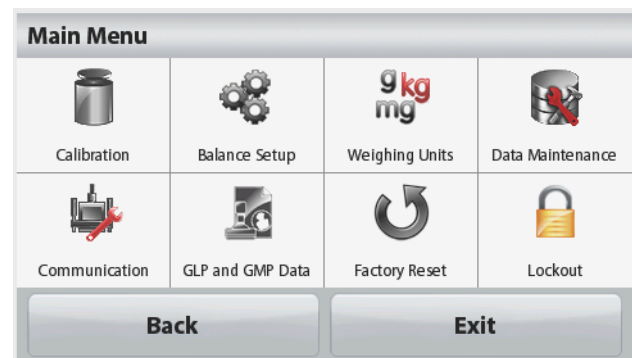 Main Menu
g kg
mg
Calibration Balance Setup Weighing Units Data Maintenance
Communication GLP and GMP Data Factory Reset Lockout
Back Exit